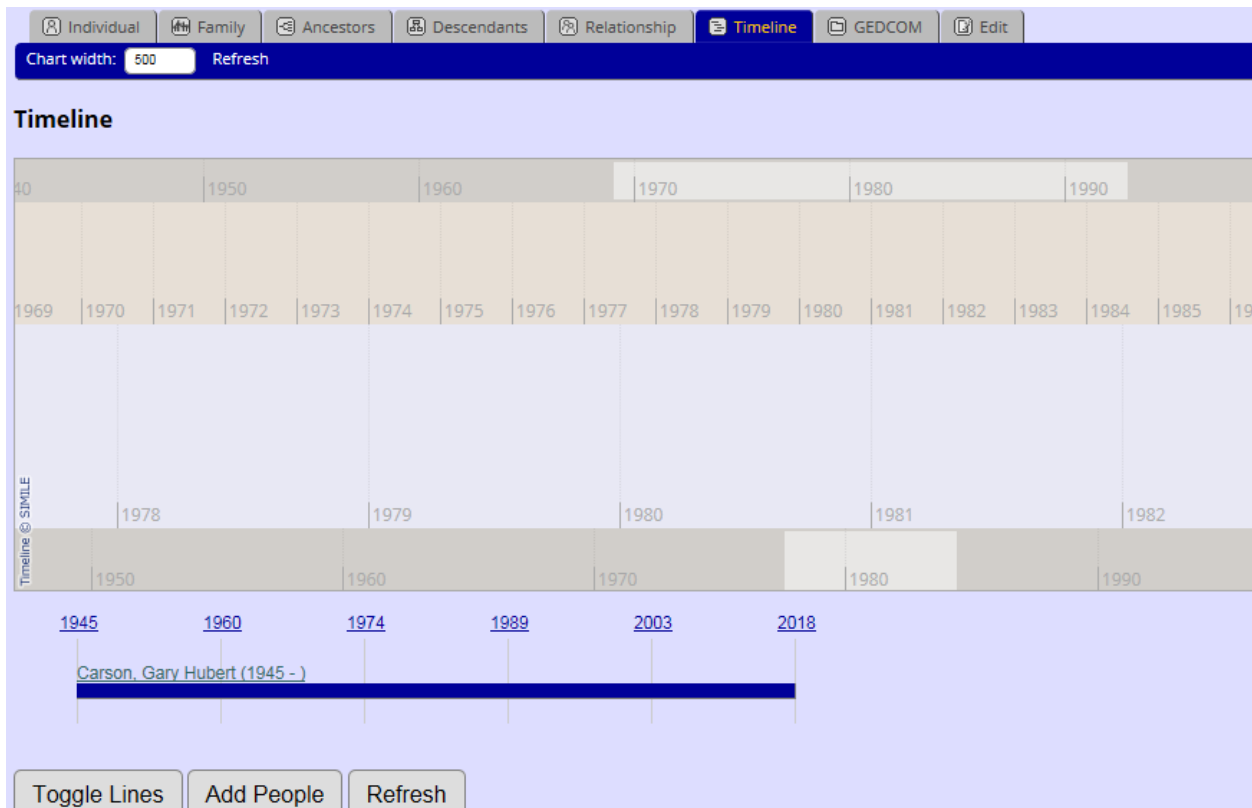 Individual Family Ancestors Descendants Relationship Timeline GEDCOM Edit
Chart width: 500 Refresh
Timeline
40 1950 1960 1970 1980 1990
1969 1970 1971 1972 1973 1974 1975 1976 1977 1978 1979 1980 1981 1982 1983 1984 1985 19
Timeline © SIMILE
1978 1979 1980 1981 1982
1950 1960 1970 1980 1990
1945 1960 1974 1989 2003 2018
Carson, Gary Hubert (1945 - )
Toggle Lines Add People Refresh